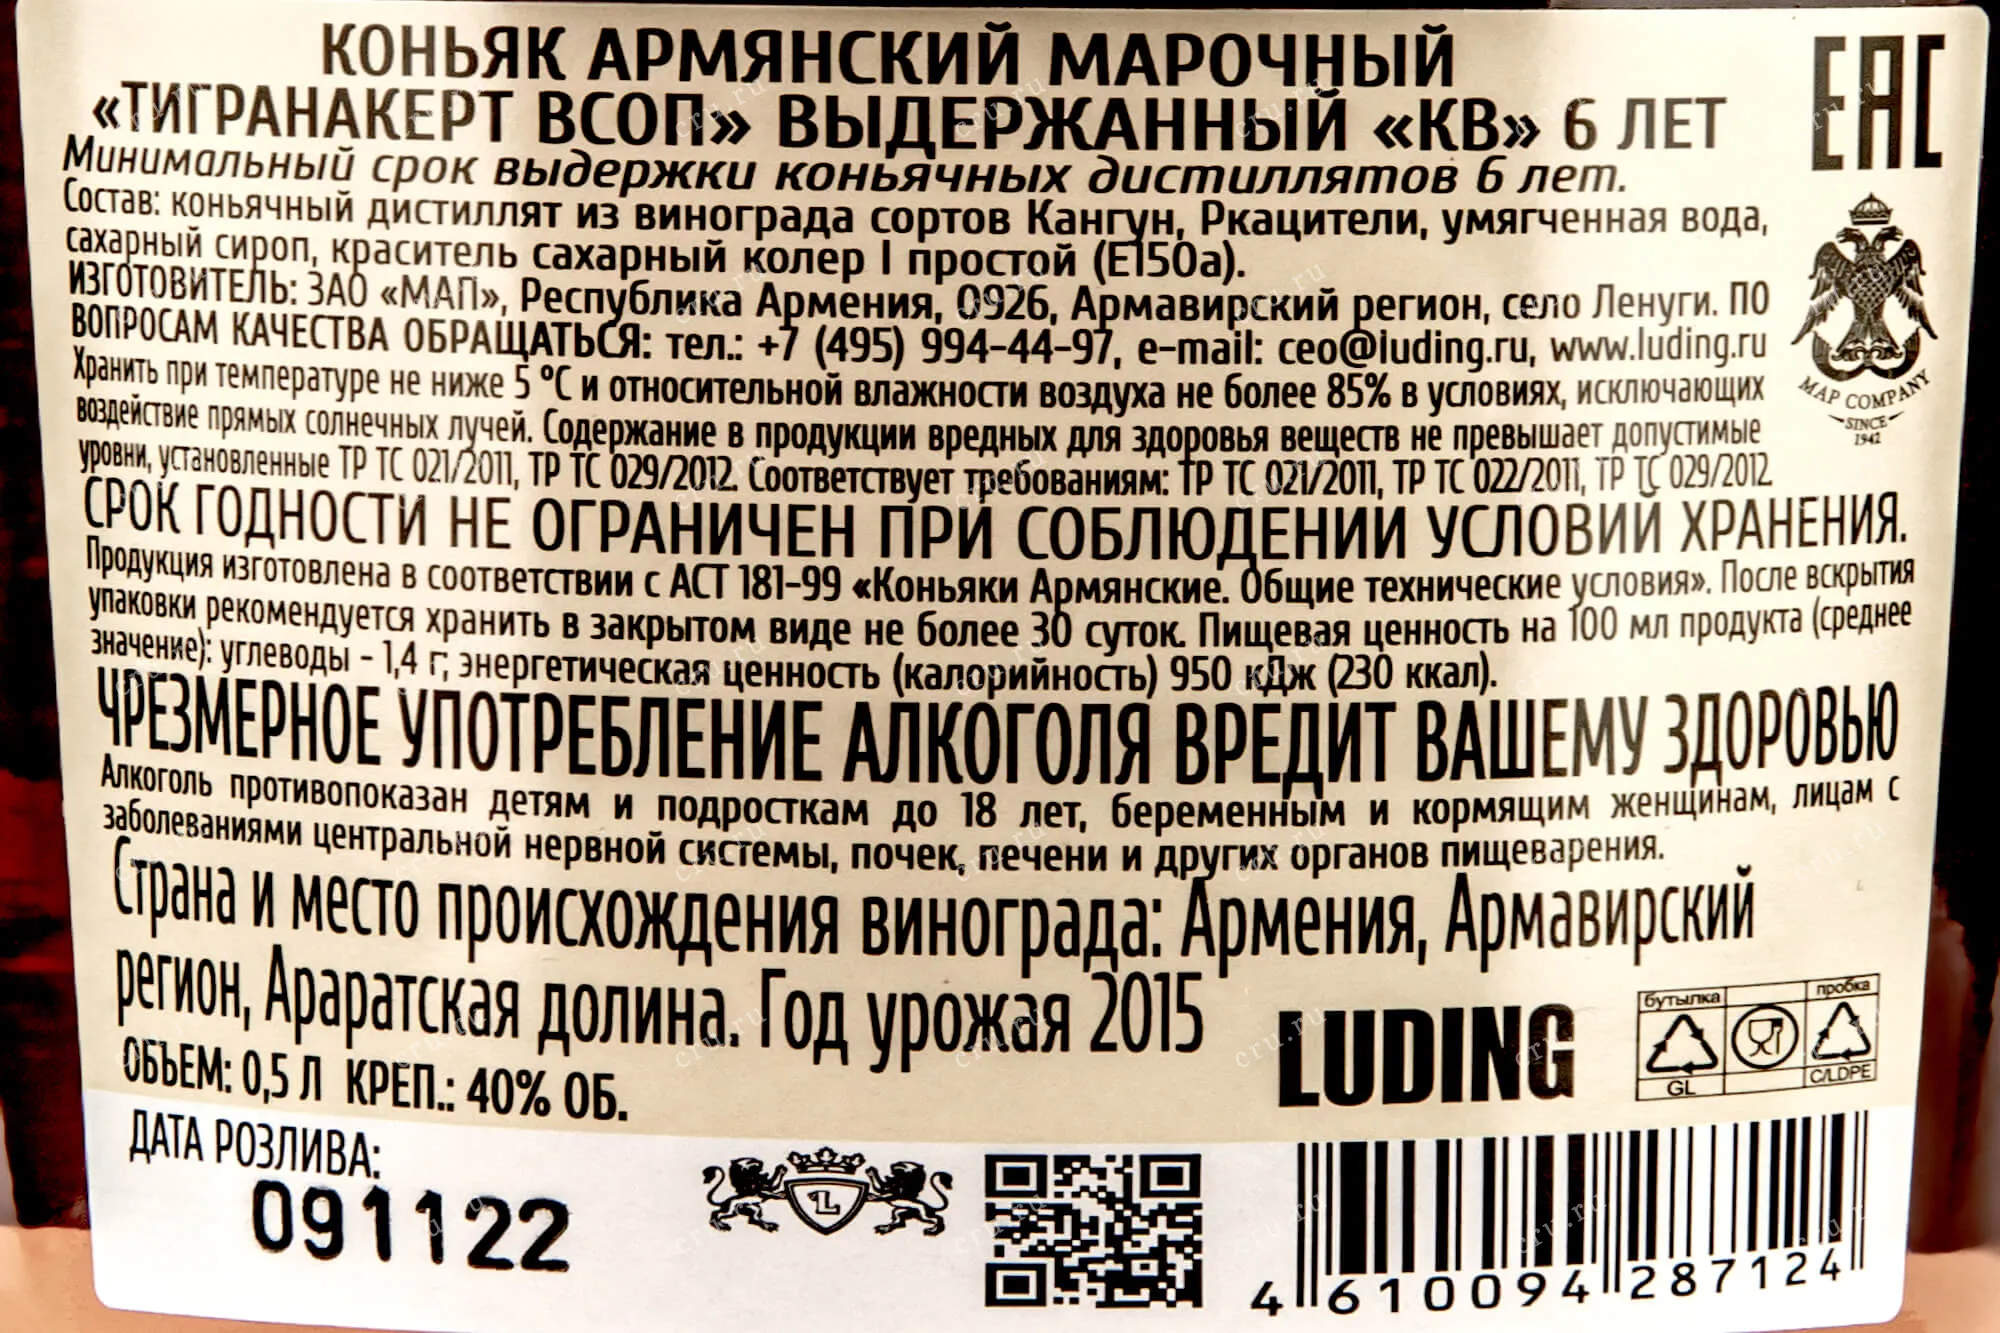 КОНЬЯК АРМЯНСКИЙ МАРОЧНЫЙ
«ТИГРАНАКЕРТ ВСОП» ВЫДЕРЖАННЫЙ «КВ» 6 ЛЕТ
EAC
Минимальный срок выдержки коньячных дистиллятов 6 лет.
Состав: коньячный дистиллят из винограда сортов Кангун, Ркацители, умягченная вода,
сахарный сироп, краситель сахарный колер I простой (Е150а).
ИЗГОТОВИТЕЛЬ: ЗАО «МАП», Республика Армения, 0926, Армавирский регион, село Ленуги. ПО
ВОПРОСАМ КАЧЕСТВА ОБРАЩАТЬСЯ: тел.: +7 (495) 994-44-97, e-mail: ceo@luding.ru, www.luding.ru
MAP COMPANY
SINCE
1942
Хранить при температуре не ниже 5 °С и относительной влажности воздуха не более 85% в условиях, исключающих
воздействие прямых солнечных лучей. Содержание в продукции вредных для здоровья веществ не превышает допустимые
уровни, установленные ТР ТС 021/2011, ТР ТС 029/2012. Соответствует требованиям: ТР ТС 021/2011, ТР ТС 022/2011, ТР ТС 029/2012.
СРОК ГОДНОСТИ НЕ ОГРАНИЧЕН ПРИ СОБЛЮДЕНИИ УСЛОВИЙ ХРАНЕНИЯ.
Продукция изготовлена в соответствии с АСТ 181-99 «Коньяки Армянские. Общие технические условия». После вскрытия
упаковки рекомендуется хранить в закрытом виде не более 30 суток. Пищевая ценность на 100 мл продукта (среднее
значение): углеводы - 1,4 г; энергетическая ценность (калорийность) 950 кДж (230 ккал).
ЧРЕЗМЕРНОЕ УПОТРЕБЛЕНИЕ АЛКОГОЛЯ ВРЕДИТ ВАШЕМУ ЗДОРОВЬЮ
Алкоголь противопоказан детям и подросткам до 18 лет, беременным и кормящим женщинам, лицам с
заболеваниями центральной нервной системы, почек, печени и других органов пищеварения.
Страна и место происхождения винограда: Армения, Армавирский
регион, Араратская долина. Год урожая 2015
ОБЪЕМ: 0,5 Л КРЕП.: 40% ОБ.
LUDING
бутылка
пробка
GL
C/LDPE
ДАТА РОЗЛИВА:
091122
L
4 610094 287124
cru.ru